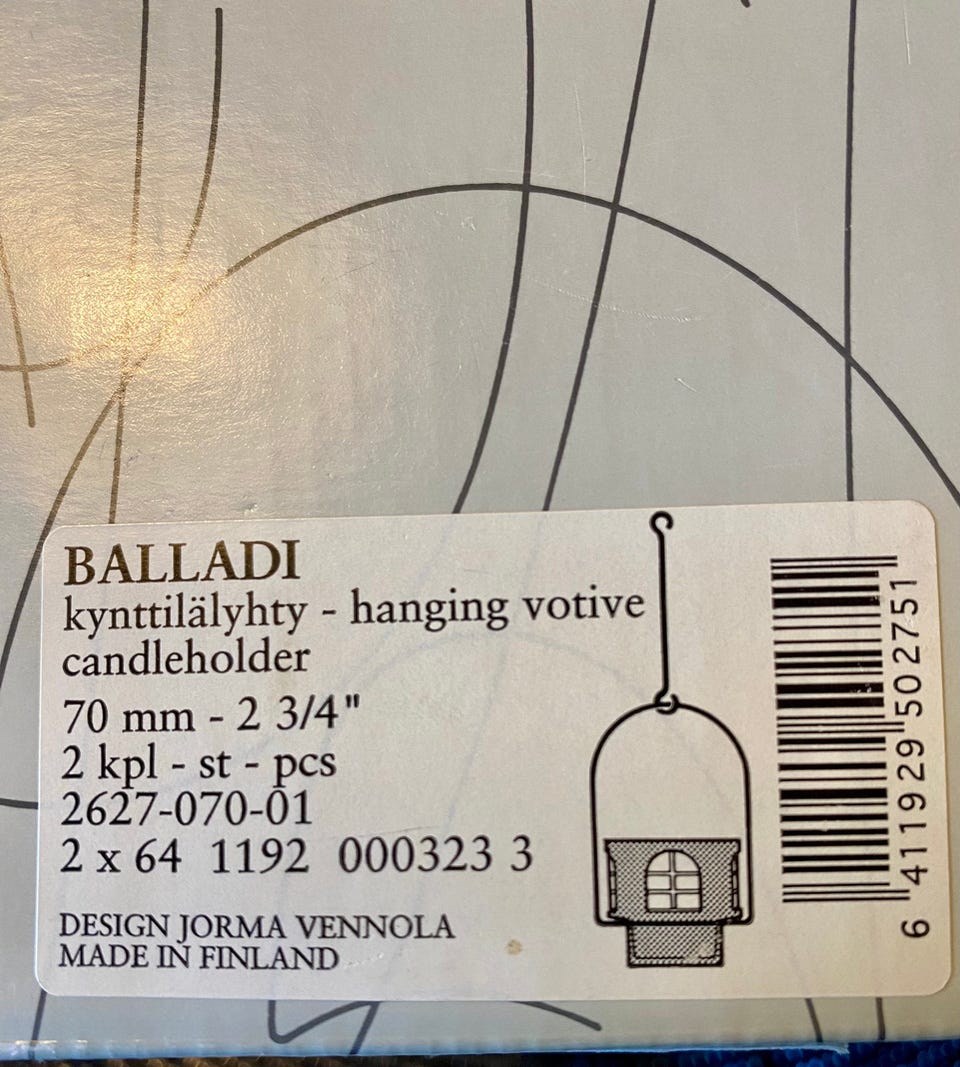 BALLADI
kynttilälyhty - hanging votive
candleholder
70 mm - 2 3/4"
2 kpl - st - pcs
2627-070-01
2 x 64 1192 000323 3
DESIGN JORMA VENNOLA
MADE IN FINLAND
6 411929 502751